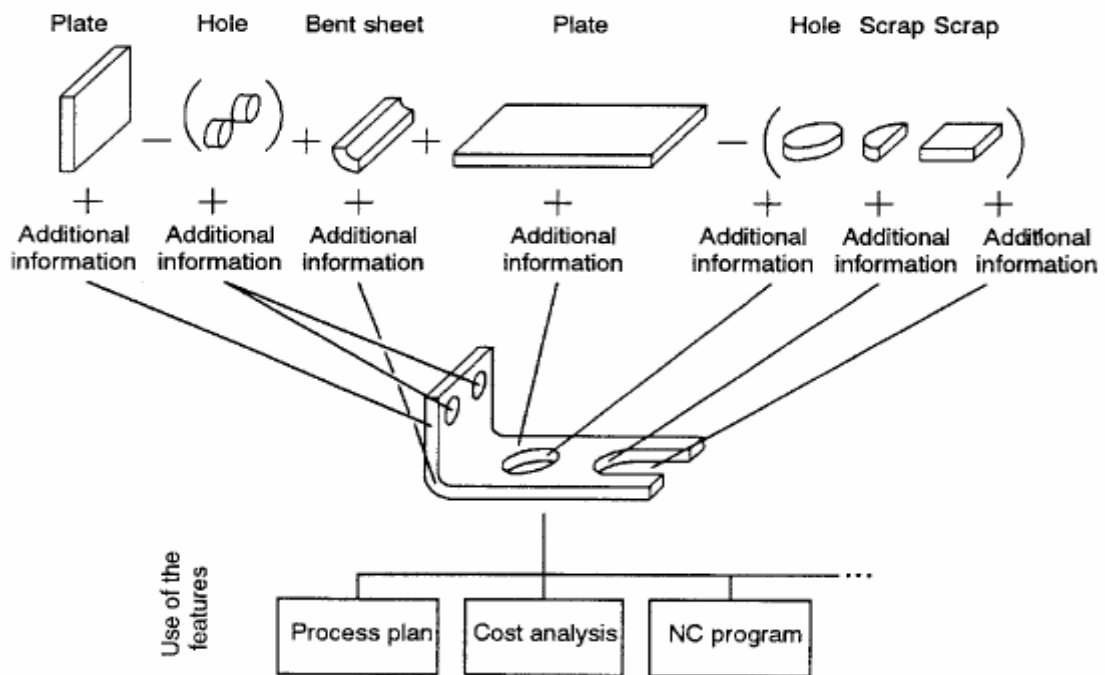 Plate Hole Bent sheet Plate Hole Scrap Scrap
− ( ) + + − ( )
+ + + + + + +
Additional Additional Additional Additional Additional Additional Additional
information information information information information information information
Use of the
features
Process plan Cost analysis NC program ...